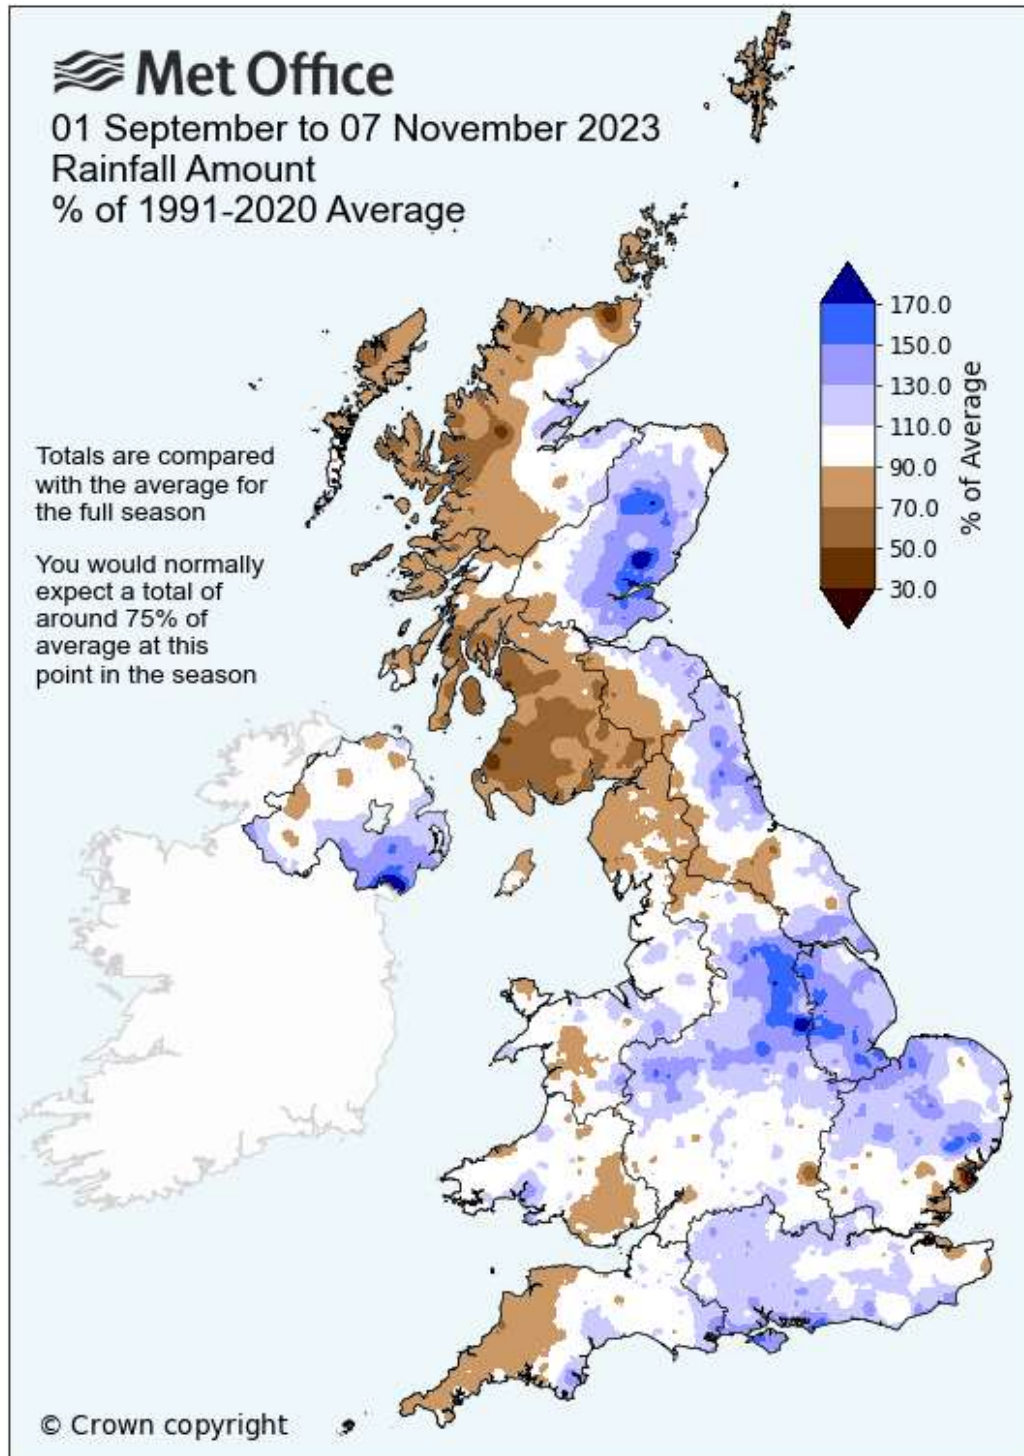 Met Office
01 September to 07 November 2023
Rainfall Amount
% of 1991-2020 Average
170.0
150.0
130.0
110.0
90.0
70.0
50.0
30.0
% of Average
Totals are compared
with the average for
the full season
You would normally
expect a total of
around 75% of
average at this
point in the season
© Crown copyright